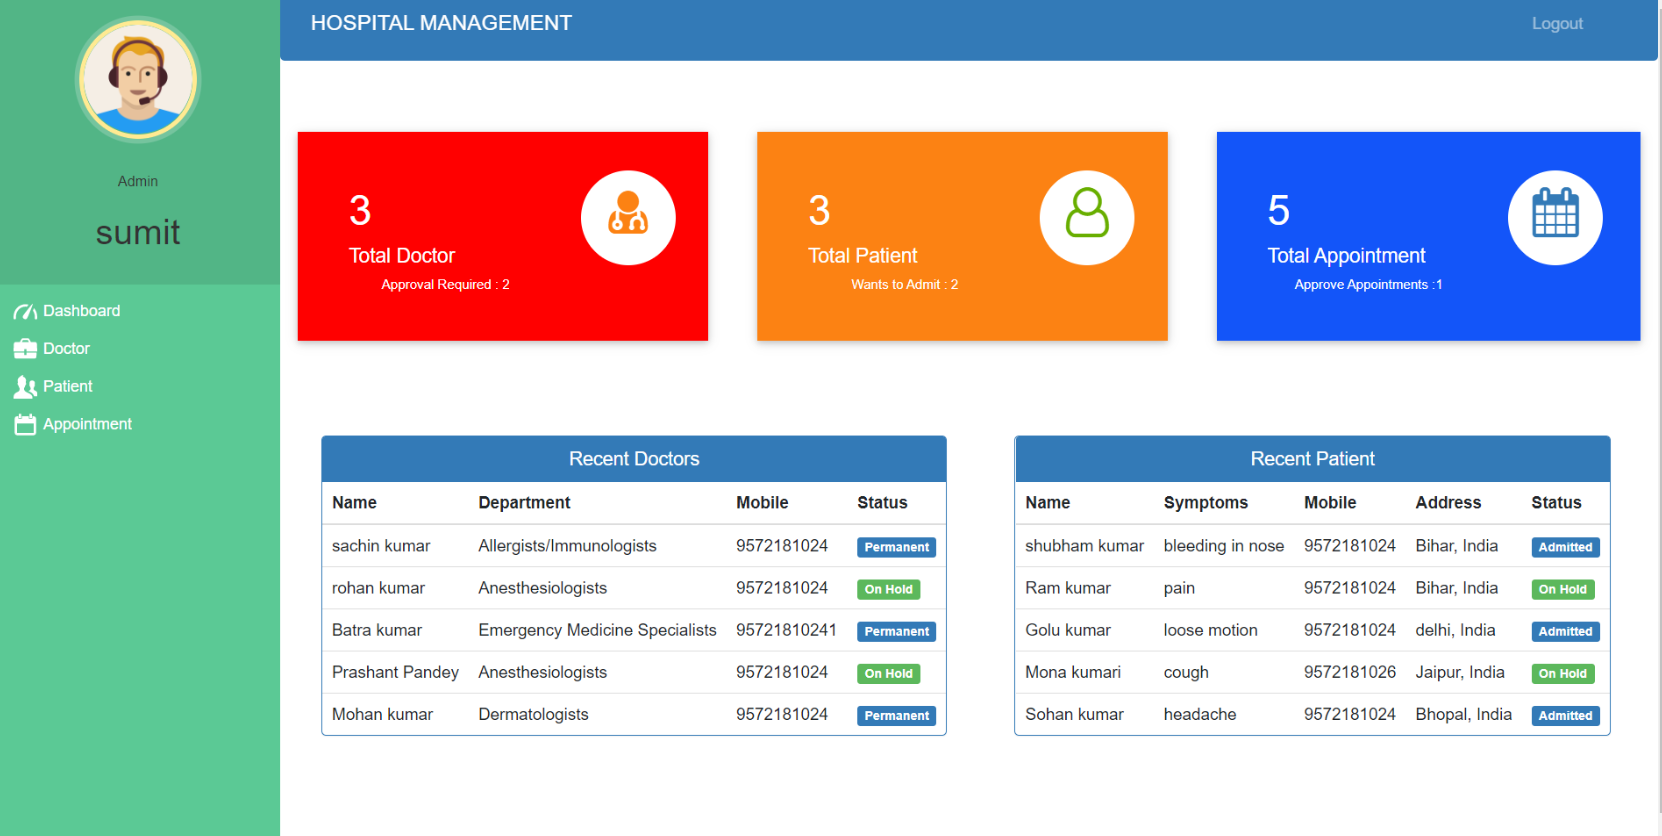 HOSPITAL MANAGEMENT
Logout
Admin
sumit
Dashboard
Doctor
Patient
Appointment
3
Total Doctor
Approval Required : 2
3
Total Patient
Wants to Admit : 2
5
Total Appointment
Approve Appointments :1
Recent Doctors
Name Department Mobile Status
sachin kumar Allergists/Immunologists 9572181024 Permanent
rohan kumar Anesthesiologists 9572181024 On Hold
Batra kumar Emergency Medicine Specialists 95721810241 Permanent
Prashant Pandey Anesthesiologists 9572181024 On Hold
Mohan kumar Dermatologists 9572181024 Permanent
Recent Patient
Name Symptoms Mobile Address Status
shubham kumar bleeding in nose 9572181024 Bihar, India Admitted
Ram kumar pain 9572181024 Bihar, India On Hold
Golu kumar loose motion 9572181024 delhi, India Admitted
Mona kumari cough 9572181026 Jaipur, India On Hold
Sohan kumar headache 9572181024 Bhopal, India Admitted